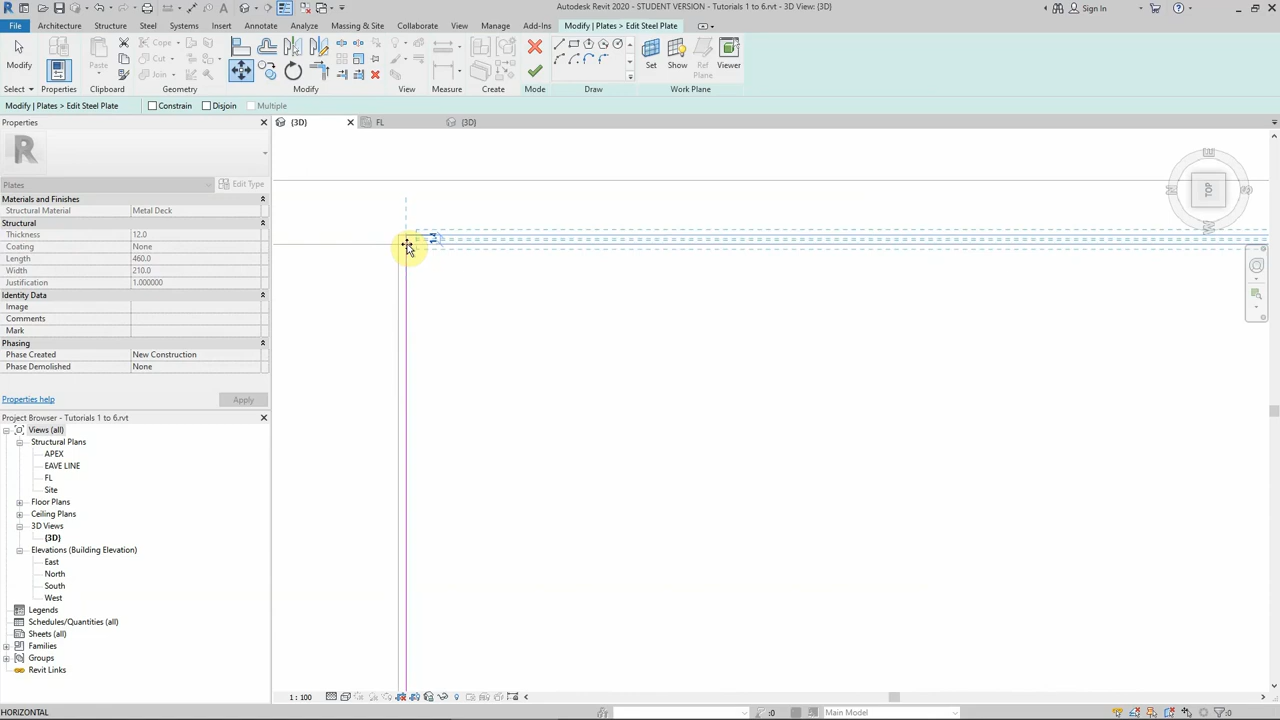 Autodesk Revit 2020 - STUDENT VERSION - Tutorials 1 to 6.rvt - 3D View: {3D}
Sign In
File
Architecture
Structure
Steel
Systems
Insert
Annotate
Analyze
Massing & Site
Collaborate
View
Manage
Add-Ins
Modify | Plates > Edit Steel Plate
Modify
Paste
Cope
Cut
Join
Set
Show
Ref
Plane
Viewer
Select
Properties
Clipboard
Geometry
Modify
View
Measure
Create
Mode
Draw
Work Plane
Modify | Plates > Edit Steel Plate
Constrain
Disjoin
Multiple
Properties
{3D}
FL
{3D}
Plates
Edit Type
Materials and Finishes
Structural Material Metal Deck
Structural
Thickness 12.0
Coating None
Length 460.0
Width 210.0
Justification 1.000000
Identity Data
Image
Comments
Mark
Phasing
Phase Created New Construction
Phase Demolished None
Properties help
Apply
Project Browser - Tutorials 1 to 6.rvt
Views (all)
Structural Plans
APEX
EAVE LINE
FL
Site
Floor Plans
Ceiling Plans
3D Views
{3D}
Elevations (Building Elevation)
East
North
South
West
Legends
Schedules/Quantities (all)
Sheets (all)
Families
Groups
Revit Links
TOP
1 : 100
HORIZONTAL
:0
Main Model
:0